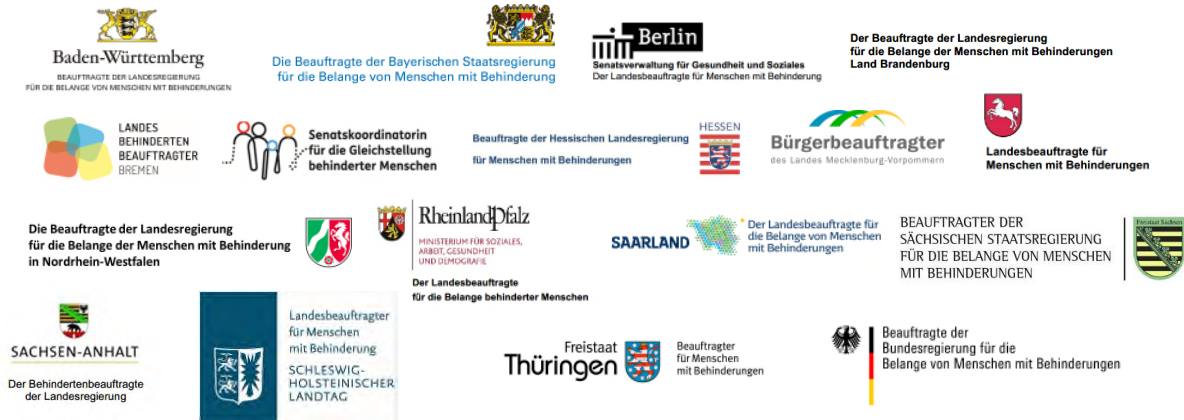 Baden-Württemberg
BEAUFTRAGTE DER LANDESREGIERUNG
FÜR DIE BELANGE VON MENSCHEN MIT BEHINDERUNGEN
Die Beauftragte der Bayerischen Staatsregierung
für die Belange von Menschen mit Behinderung
Berlin
Senatsverwaltung für Gesundheit und Soziales
Der Landesbeauftragte für Menschen mit Behinderung
Der Beauftragte der Landesregierung
für die Belange der Menschen mit Behinderungen
Land Brandenburg
LANDES
BEHINDERTEN
BEAUFTRAGTER
BREMEN
Senatskoordinatorin
für die Gleichstellung
behinderter Menschen
Beauftragte der Hessischen Landesregierung
für Menschen mit Behinderungen
HESSEN
Bürgerbeauftragter
des Landes Mecklenburg-Vorpommern
Landesbeauftragte für
Menschen mit Behinderungen
Die Beauftragte der Landesregierung
für die Belange der Menschen mit Behinderung
in Nordrhein-Westfalen
RheinlandPfalz
MINISTERIUM FÜR SOZIALES,
ARBEIT, GESUNDHEIT
UND DEMOGRAFIE
Der Landesbeauftragte
für die Belange behinderter Menschen
SAARLAND
Der Landesbeauftragte für
die Belange von Menschen
mit Behinderungen
BEAUFTRAGTER DER
SÄCHSISCHEN STAATSREGIERUNG
FÜR DIE BELANGE VON MENSCHEN
MIT BEHINDERUNGEN
Freistaat Sachsen
SACHSEN-ANHALT
Der Behindertenbeauftragte
der Landesregierung
Landesbeauftragter
für Menschen
mit Behinderung
SCHLESWIG-
HOLSTEINISCHER
LANDTAG
Freistaat
Thüringen
Beauftragter
für Menschen
mit Behinderungen
Beauftragte der
Bundesregierung für die
Belange von Menschen mit Behinderungen